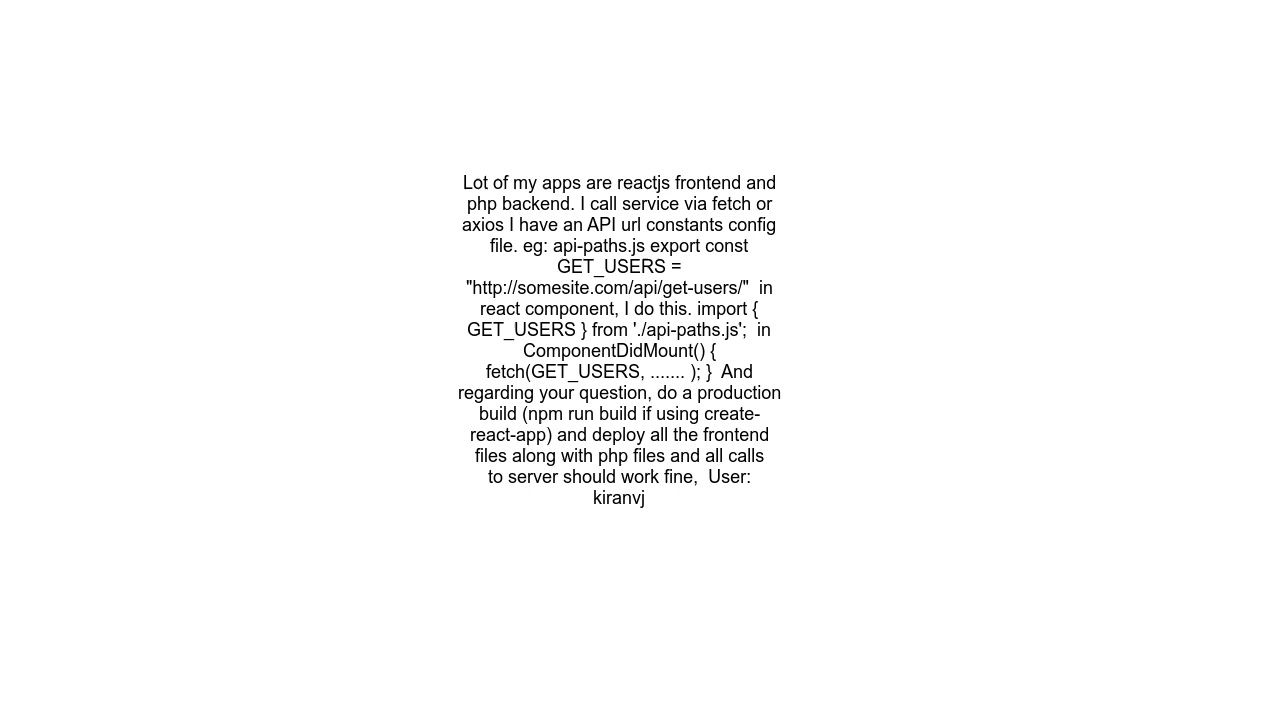 Lot of my apps are reactjs frontend and
php backend. I call service via fetch or
axios I have an API url constants config
file. eg: api-paths.js export const
GET_USERS =
"http://somesite.com/api/get-users/"  in
react component, I do this. import {
GET_USERS } from './api-paths.js';  in
ComponentDidMount() {
fetch(GET_USERS, ....... ); }  And
regarding your question, do a production
build (npm run build if using create-
react-app) and deploy all the frontend
files along with php files and all calls
to server should work fine,  User:
kiranvj